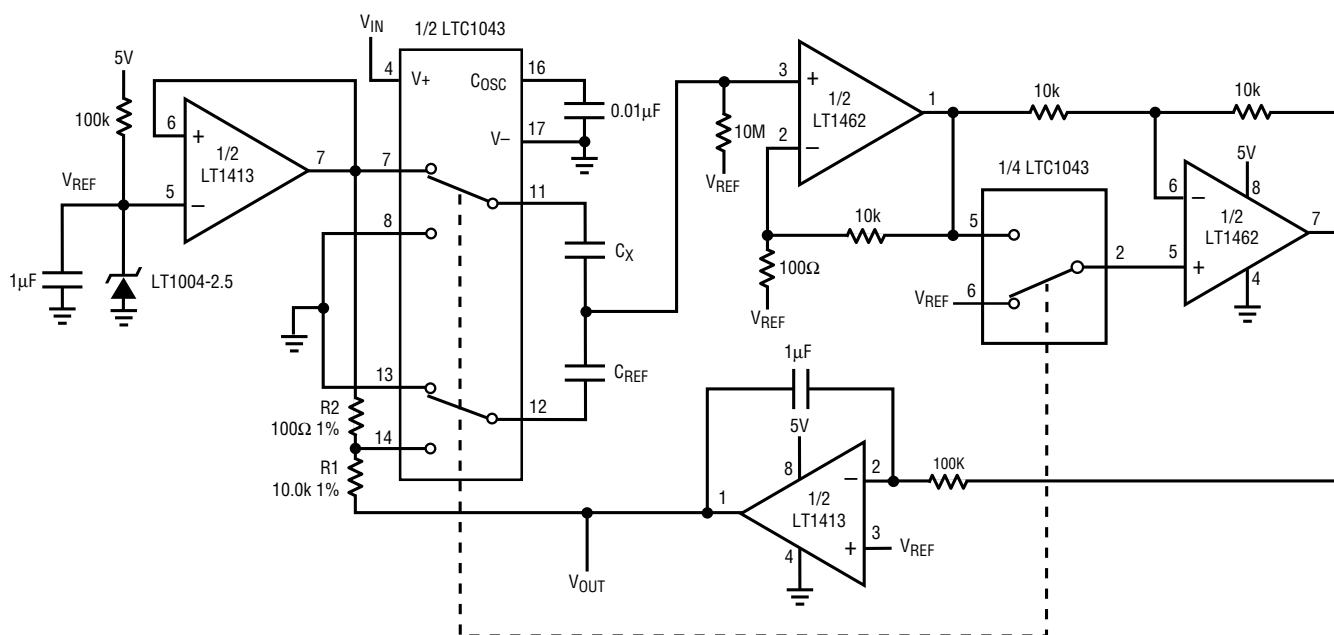 1/2 LTC1043
VIN
4
V+
COSC
16
0.01µF
V–
17
5V
100k
6
+
1/2
LT1413
7
VREF
5
–
1µF
LT1004-2.5
7
11
8
CX
CREF
13
12
R2
100Ω 1%
14
R1
10.0k 1%
3
+
1/2
LT1462
1
2
–
10M
VREF
10k
100Ω
VREF
10k
10k
1/4 LTC1043
5
2
VREF
6
5V
8
6
–
1/2
LT1462
7
5
+
4
1µF
5V
8
2
–
1/2
LT1413
1
3
+
VREF
4
100K
VOUT